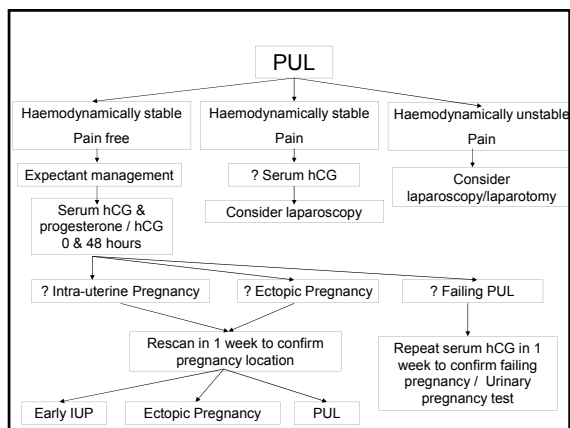 PUL
Haemodynamically stable
Pain free
Haemodynamically stable
Pain
Haemodynamically unstable
Pain
Expectant management
? Serum hCG
Consider
laparoscopy/laparotomy
Serum hCG &
progesterone / hCG
0 & 48 hours
Consider laparoscopy
? Intra-uterine Pregnancy
? Ectopic Pregnancy
? Failing PUL
Rescan in 1 week to confirm
pregnancy location
Repeat serum hCG in 1
week to confirm failing
pregnancy / Urinary
pregnancy test
Early IUP
Ectopic Pregnancy
PUL